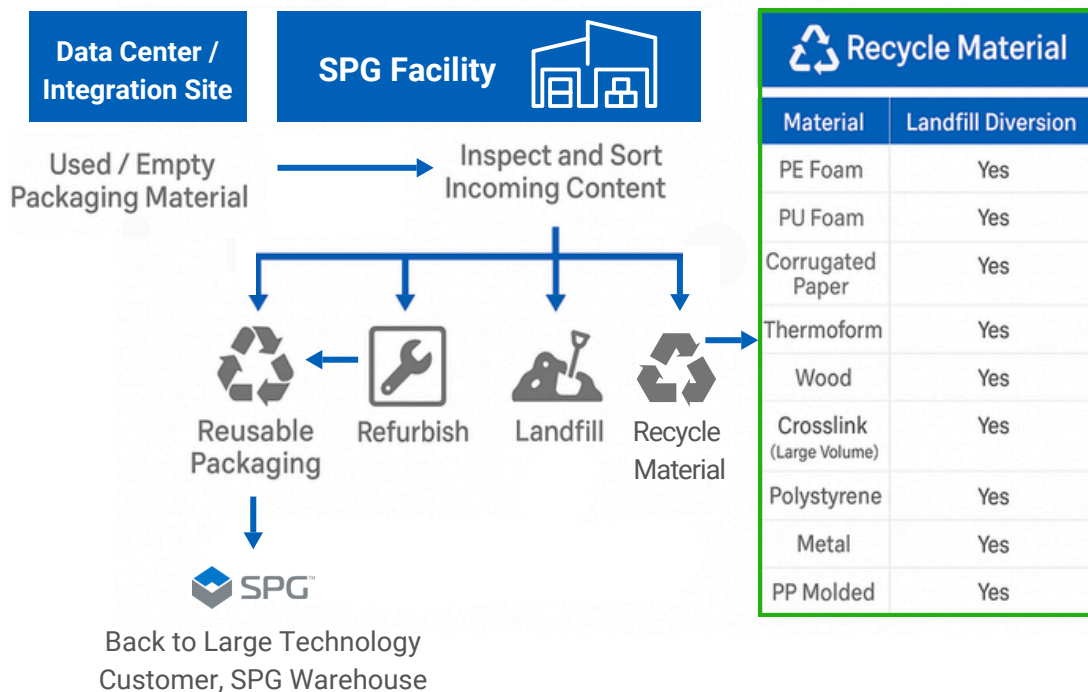 Data Center /
Integration Site
SPG Facility
Used / Empty
Packaging Material
Inspect and Sort
Incoming Content
Reusable
Packaging
Refurbish
Landfill
Recycle
Material
SPG™
Back to Large Technology
Customer, SPG Warehouse
Recycle Material
Material Landfill Diversion
PE Foam Yes
PU Foam Yes
Corrugated
Paper Yes
Thermoform Yes
Wood Yes
Crosslink Yes
(Large Volume)
Polystyrene Yes
Metal Yes
PP Molded Yes